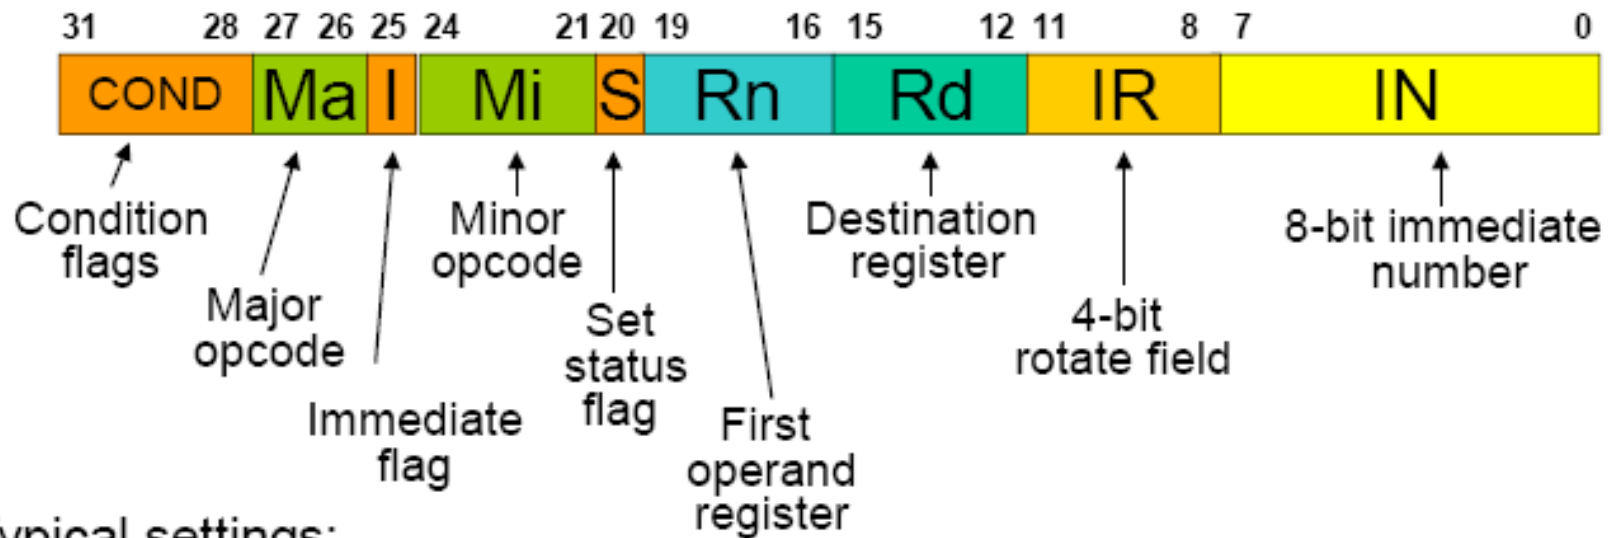 31 28 27 26 25 24 21 20 19 16 15 12 11 8 7 0
COND Ma I Mi S Rn Rd IR IN
Condition
flags
Major
opcode
Immediate
flag
Minor
opcode
Set
status
flag
First
operand
register
Destination
register
4-bit
rotate field
8-bit immediate
number
ypical settings: